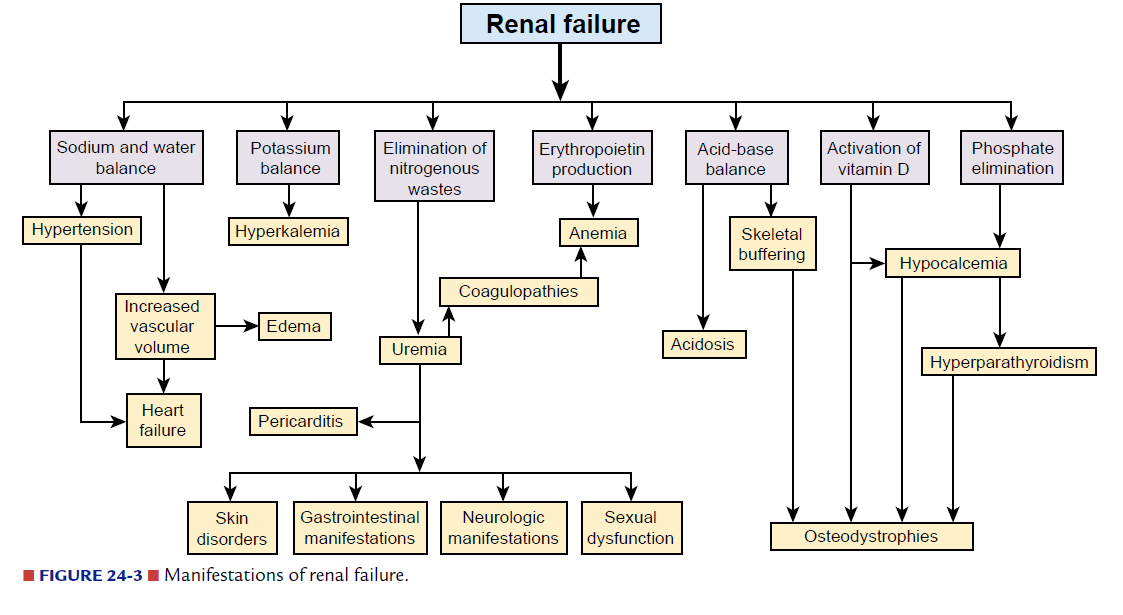 Renal failure
Sodium and water
balance
Potassium
balance
Elimination of
nitrogenous
wastes
Erythropoietin
production
Acid-base
balance
Activation of
vitamin D
Phosphate
elimination
Hypertension
Hyperkalemia
Anemia
Skeletal
buffering
Hypocalcemia
Coagulopathies
Increased
vascular
volume
Edema
Uremia
Acidosis
Hyperparathyroidism
Heart
failure
Pericarditis
Skin
disorders
Gastrointestinal
manifestations
Neurologic
manifestations
Sexual
dysfunction
Osteodystrophies
■ FIGURE 24-3 ■ Manifestations of renal failure.